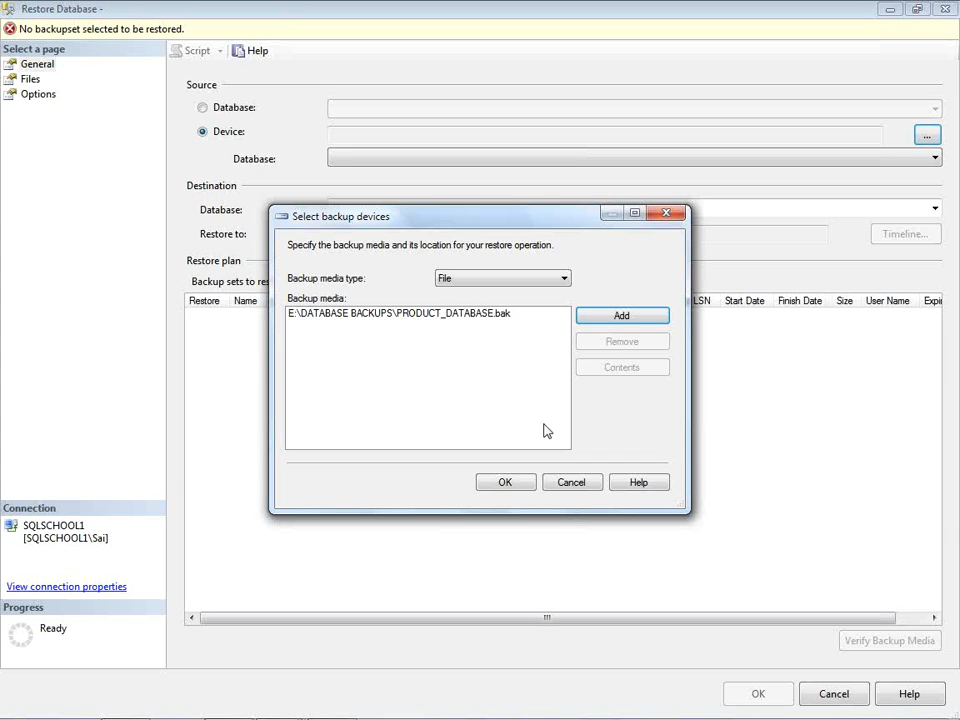 Restore Database -
No backupset selected to be restored.
Select a page
General
Files
Options
Script
Help
Source
Database:
Device:
...
Database:
Destination
Database:
Restore to:
Timeline...
Restore plan
Backup sets to res
Restore Name LSN Start Date Finish Date Size User Name Expi
Select backup devices
Specify the backup media and its location for your restore operation.
Backup media type: File
Backup media:
E:\DATABASE BACKUPS\PRODUCT_DATABASE.bak
Add
Remove
Contents
OK Cancel Help
Connection
SQLSCHOOL1
[SQLSCHOOL1\Sai]
View connection properties
Progress
Ready
Verify Backup Media
OK Cancel Help